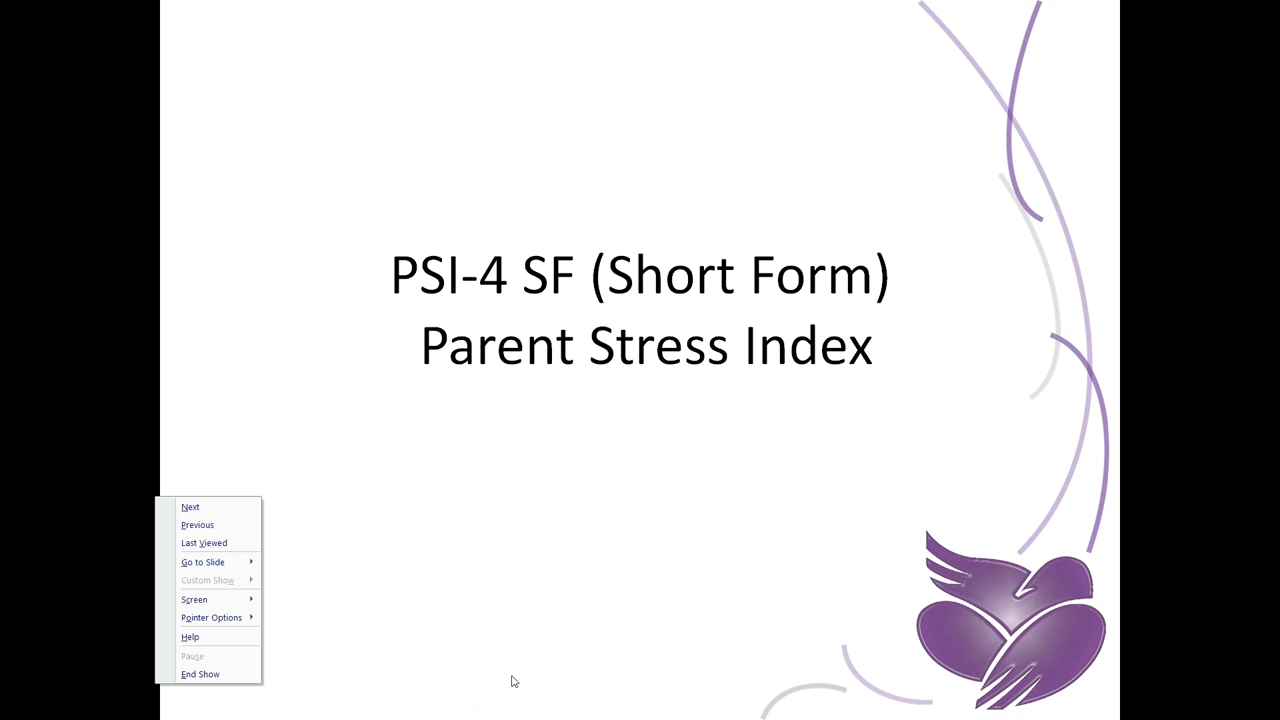 PSI-4 SF (Short Form)
Parent Stress Index
Next
Previous
Last Viewed
Go to Slide
Custom Show
Screen
Pointer Options
Help
Pause
End Show